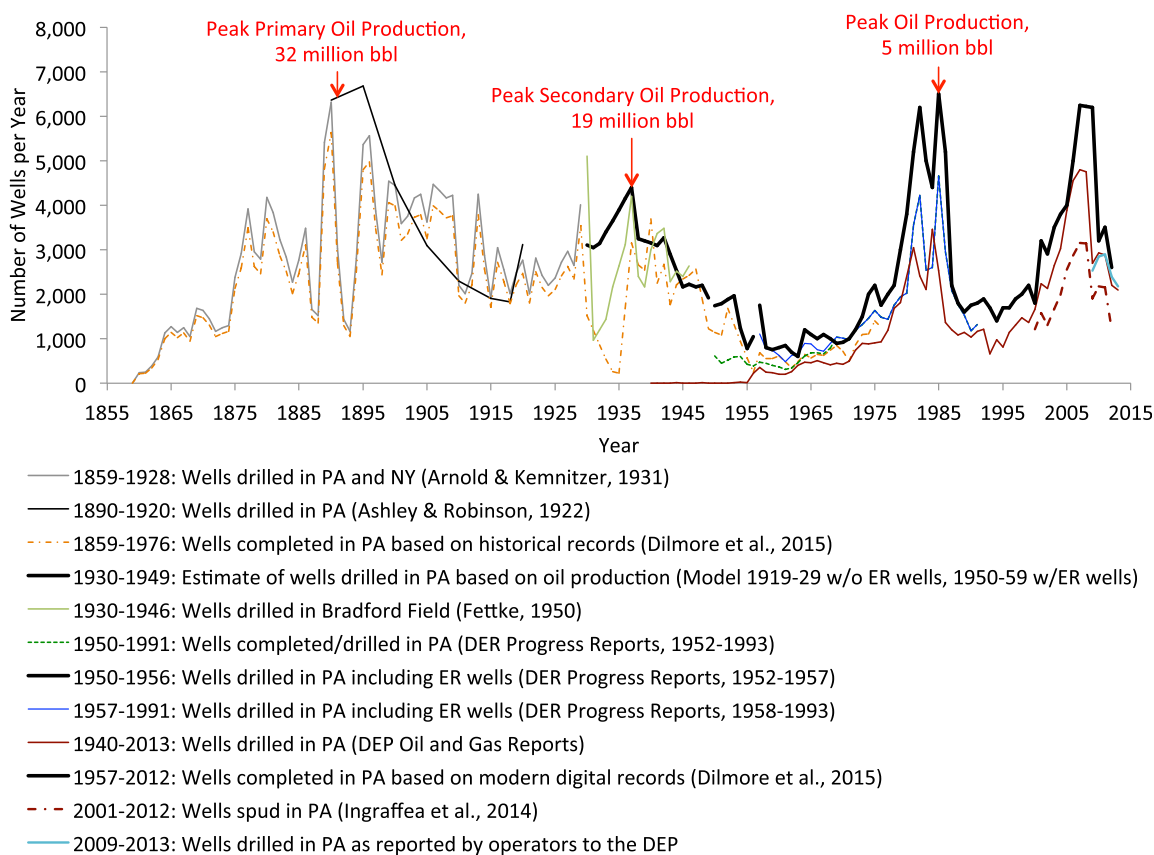 Peak Primary Oil Production,
32 million bbl
Peak Secondary Oil Production,
19 million bbl
Peak Oil Production,
5 million bbl
Number of Wells per Year
8,000
7,000
6,000
5,000
4,000
3,000
2,000
1,000
0
1855 1865 1875 1885 1895 1905 1915 1925 1935 1945 1955 1965 1975 1985 1995 2005 2015
Year
1859-1928: Wells drilled in PA and NY (Arnold & Kemnitzer, 1931)
1890-1920: Wells drilled in PA (Ashley & Robinson, 1922)
1859-1976: Wells completed in PA based on historical records (Dilmore et al., 2015)
1930-1949: Estimate of wells drilled in PA based on oil production (Model 1919-29 w/o ER wells, 1950-59 w/ER wells)
1930-1946: Wells drilled in Bradford Field (Fettke, 1950)
1950-1991: Wells completed/drilled in PA (DER Progress Reports, 1952-1993)
1950-1956: Wells drilled in PA including ER wells (DER Progress Reports, 1952-1957)
1957-1991: Wells drilled in PA including ER wells (DER Progress Reports, 1958-1993)
1940-2013: Wells drilled in PA (DEP Oil and Gas Reports)
1957-2012: Wells completed in PA based on modern digital records (Dilmore et al., 2015)
2001-2012: Wells spud in PA (Ingraffea et al., 2014)
2009-2013: Wells drilled in PA as reported by operators to the DEP